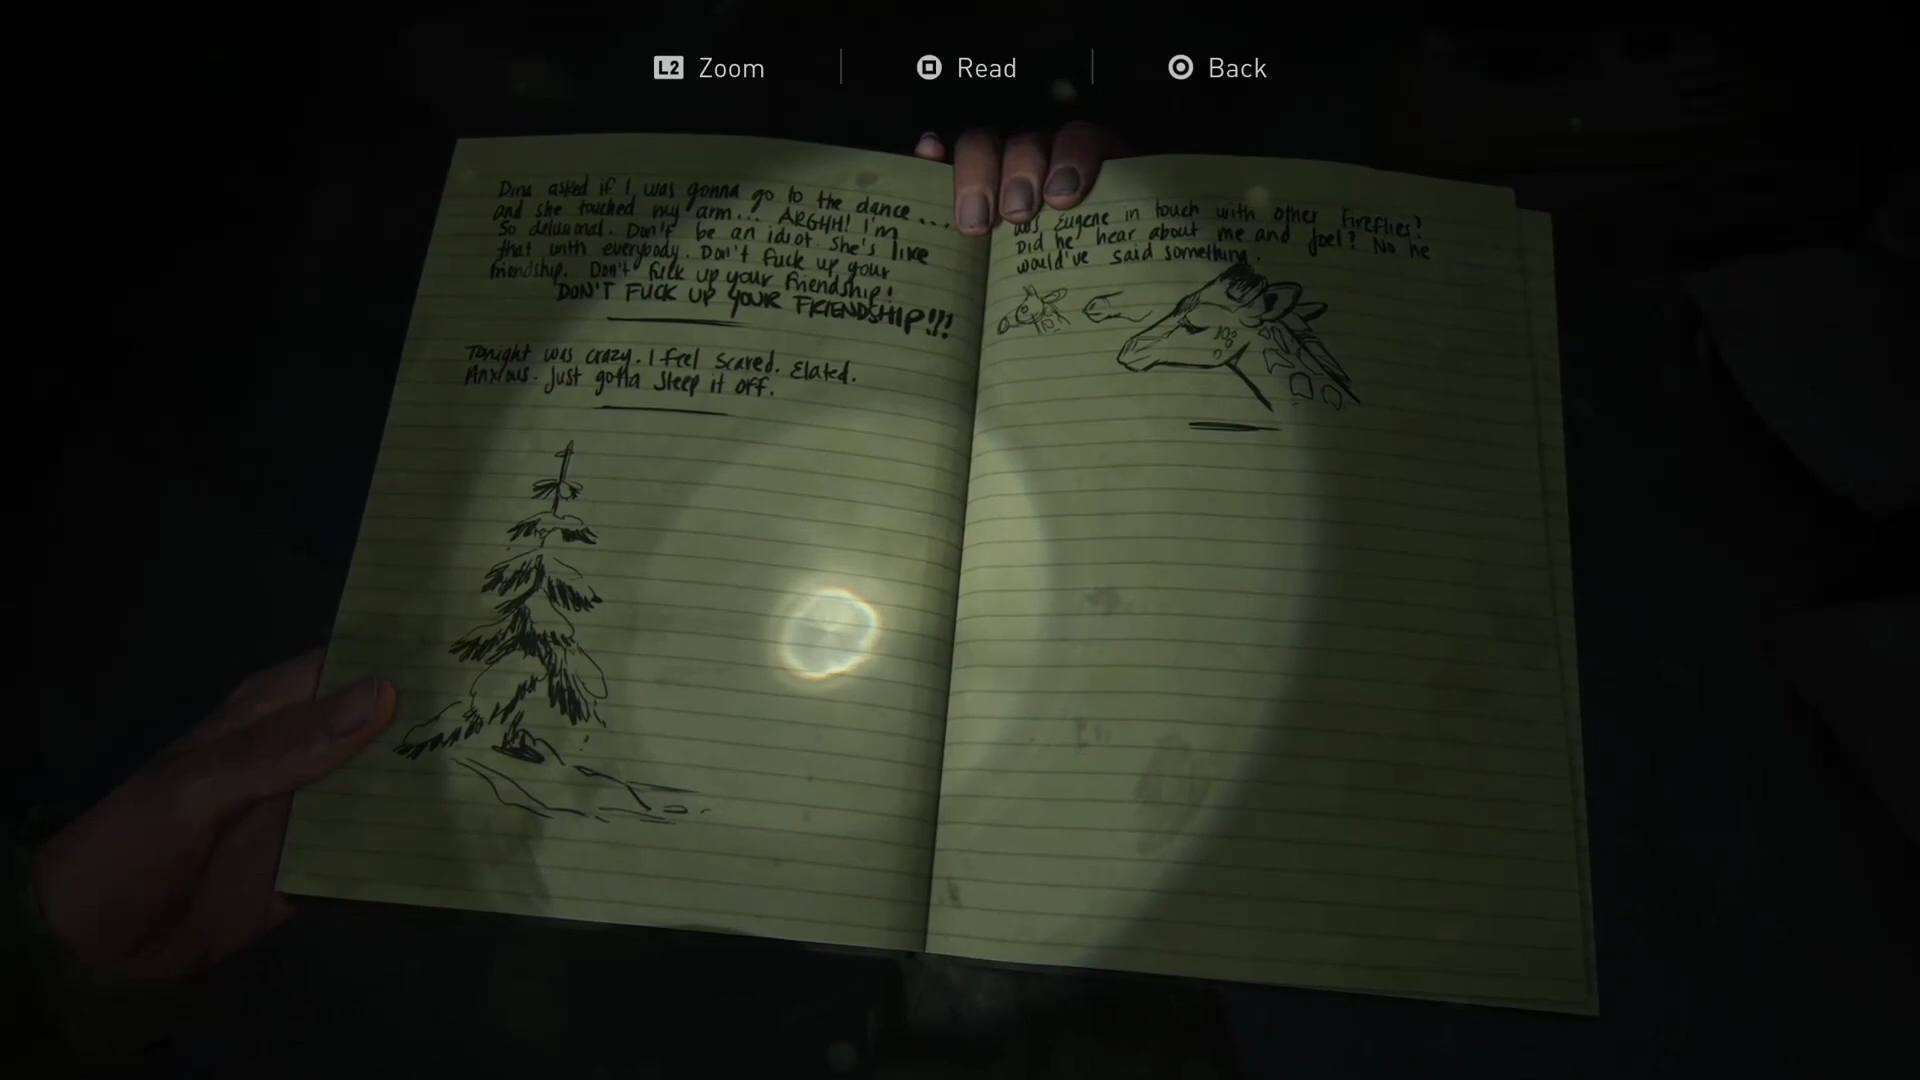 L2 Zoom
Read
Back
Dina asked if I was gonna go to the dance...
and she touched my arm... ARGHH! I'm
so delusional. Don't be an idiot. She's like
that with everybody. Don't fuck up your
friendship. Don't fuck up your friendship!
DON'T FUCK UP YOUR FRIENDSHIP!!!
Tonight was crazy. I feel scared. Elated.
Anxious. Just gotta sleep it off.
Was Eugene in touch with other Fireflies?
Did he hear about me and Joel? No he
would've said something.